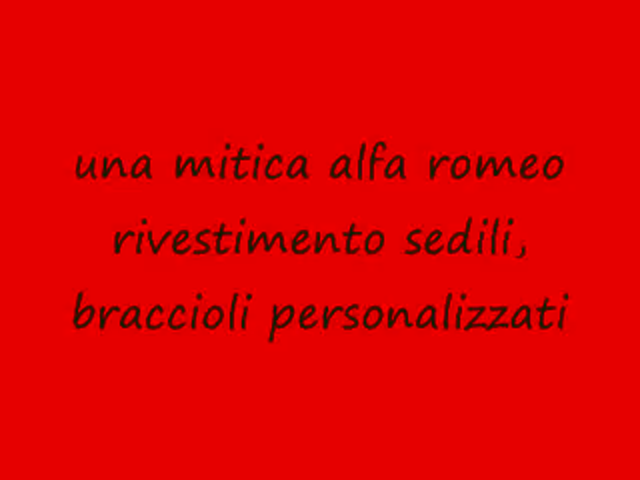 una mitica alfa romeo
rivestimento sedili,
braccioli personalizzati